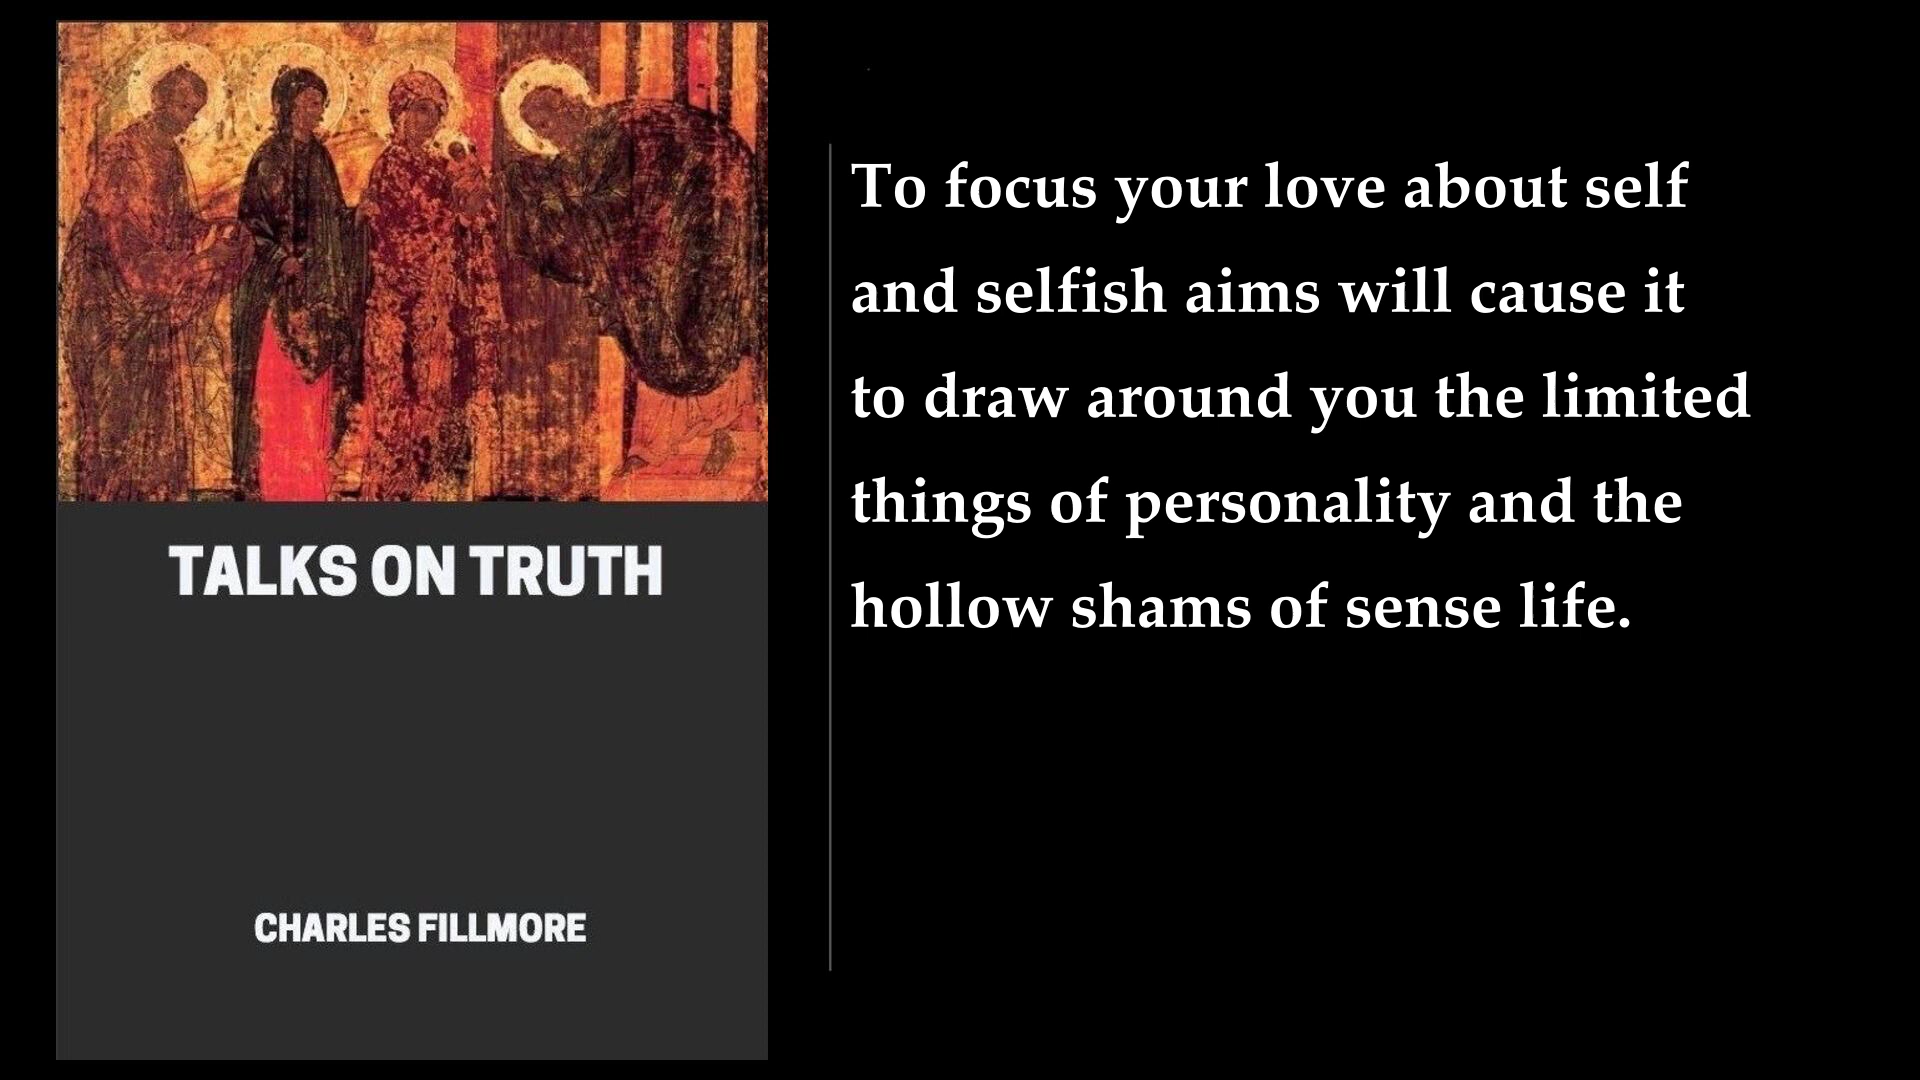 TALKS ON TRUTH
CHARLES FILLMORE
To focus your love about self
and selfish aims will cause it
to draw around you the limited
things of personality and the
hollow shams of sense life.